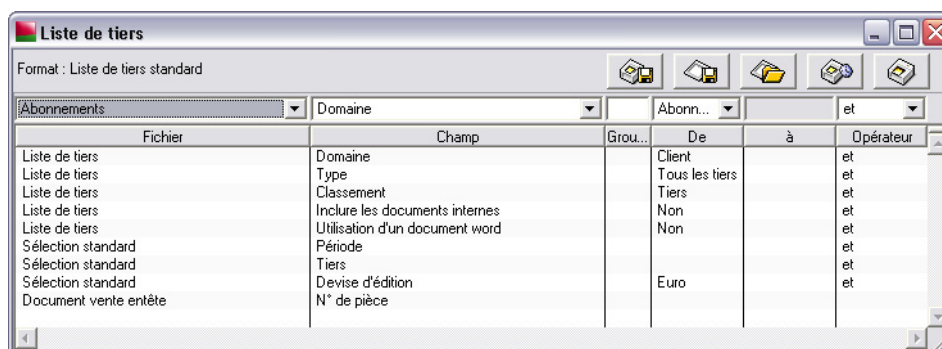 Liste de tiers
Format : Liste de tiers standard
Abonnements Domaine Abonn... et
Fichier Champ Grou... De à Opérateur
Liste de tiers Domaine Client et
Liste de tiers Type Tous les tiers et
Liste de tiers Classement Tiers et
Liste de tiers Inclure les documents internes Non et
Liste de tiers Utilisation d'un document word Non et
Sélection standard Période et
Sélection standard Tiers et
Sélection standard Devise d'édition Euro et
Document vente entête N° de pièce